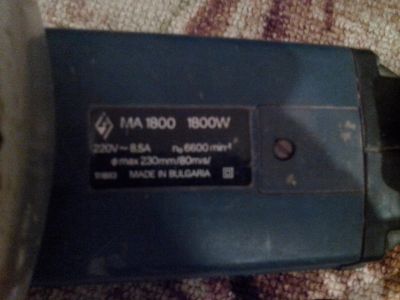 MA 1800 1800W
220V~ 8.5A n₀ 6600 min⁻¹
φ max 230mm/80m/s/
MADE IN BULGARIA